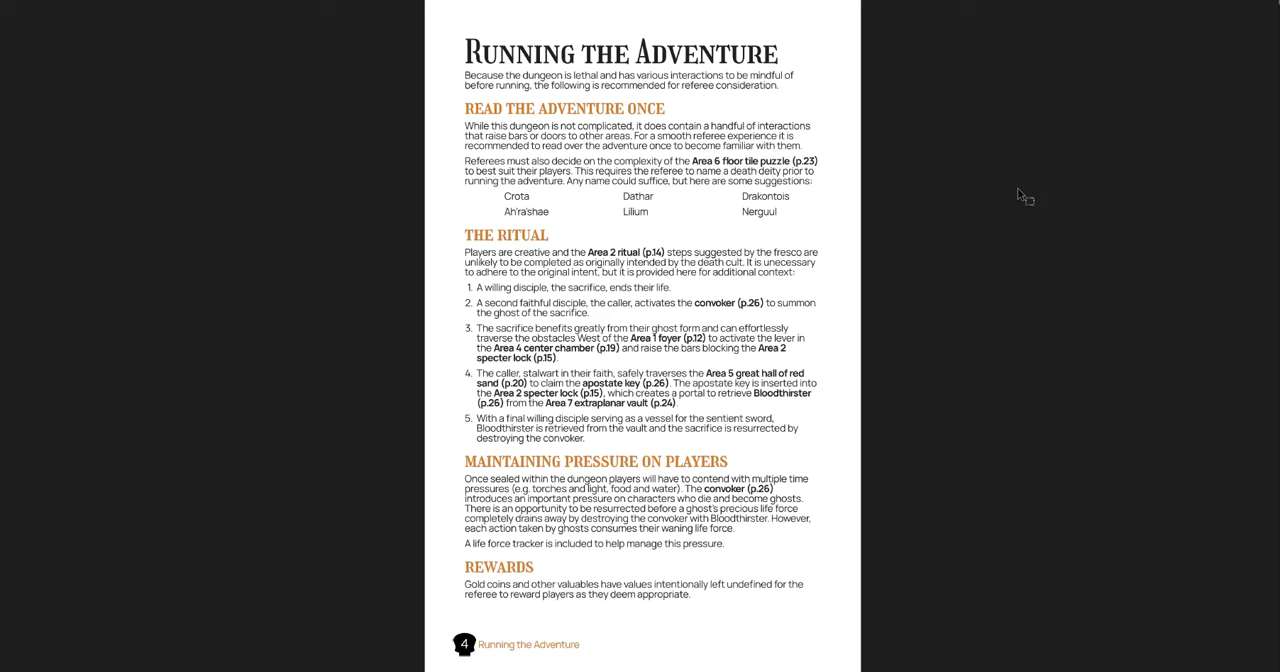 Running the Adventure
Because the dungeon is lethal and has various interactions to be mindful of
before running, the following is recommended for referee consideration.
READ THE ADVENTURE ONCE
While this dungeon is not complicated, it does contain a handful of interactions
that raise bars or doors to other areas. For a smooth referee experience it is
recommended to read over the adventure once to become familiar with them.
Referees must also decide on the complexity of the Area 6 floor tile puzzle (p.23)
to best suit their players. This requires the referee to name a death deity prior to
running the adventure. Any name could suffice, but here are some suggestions:
Crota Dathar Drakontois
Ah'ra'shae Lilium Nerguul
THE RITUAL
Players are creative and the Area 2 ritual (p.14) steps suggested by the fresco are
unlikely to be completed as originally intended by the death cult. It is unnecessary
to adhere to the original intent, but it is provided here for additional context:
1. A willing disciple, the sacrifice, ends their life.
2. A second faithful disciple, the caller, activates the convoker (p.26) to summon
the ghost of the sacrifice.
3. The sacrifice benefits greatly from their ghost form and can effortlessly
traverse the obstacles West of the Area 1 foyer (p.12) to activate the lever in
the Area 4 center chamber (p.19) and raise the bars blocking the Area 2
specter lock (p.15).
4. The caller, stalwart in their faith, safely traverses the Area 5 great hall of red
sand (p.20) to claim the apostate key (p.26). The apostate key is inserted into
the Area 2 specter lock (p.15), which creates a portal to retrieve Bloodthirster
(p.26) from the Area 7 extraplanar vault (p.24).
5. With a final willing disciple serving as a vessel for the sentient sword,
Bloodthirster is retrieved from the vault and the sacrifice is resurrected by
destroying the convoker.
MAINTAINING PRESSURE ON PLAYERS
Once sealed within the dungeon players will have to contend with multiple time
pressures (e.g. torches and light, food and water). The convoker (p.26)
introduces an important pressure on characters who die and become ghosts.
There is an opportunity to be resurrected before a ghost's precious life force
completely drains away by destroying the convoker with Bloodthirster. However,
each action taken by ghosts consumes their waning life force.
A life force tracker is included to help manage this pressure.
REWARDS
Gold coins and other valuables have values intentionally left undefined for the
referee to reward players as they deem appropriate.
4 Running the Adventure